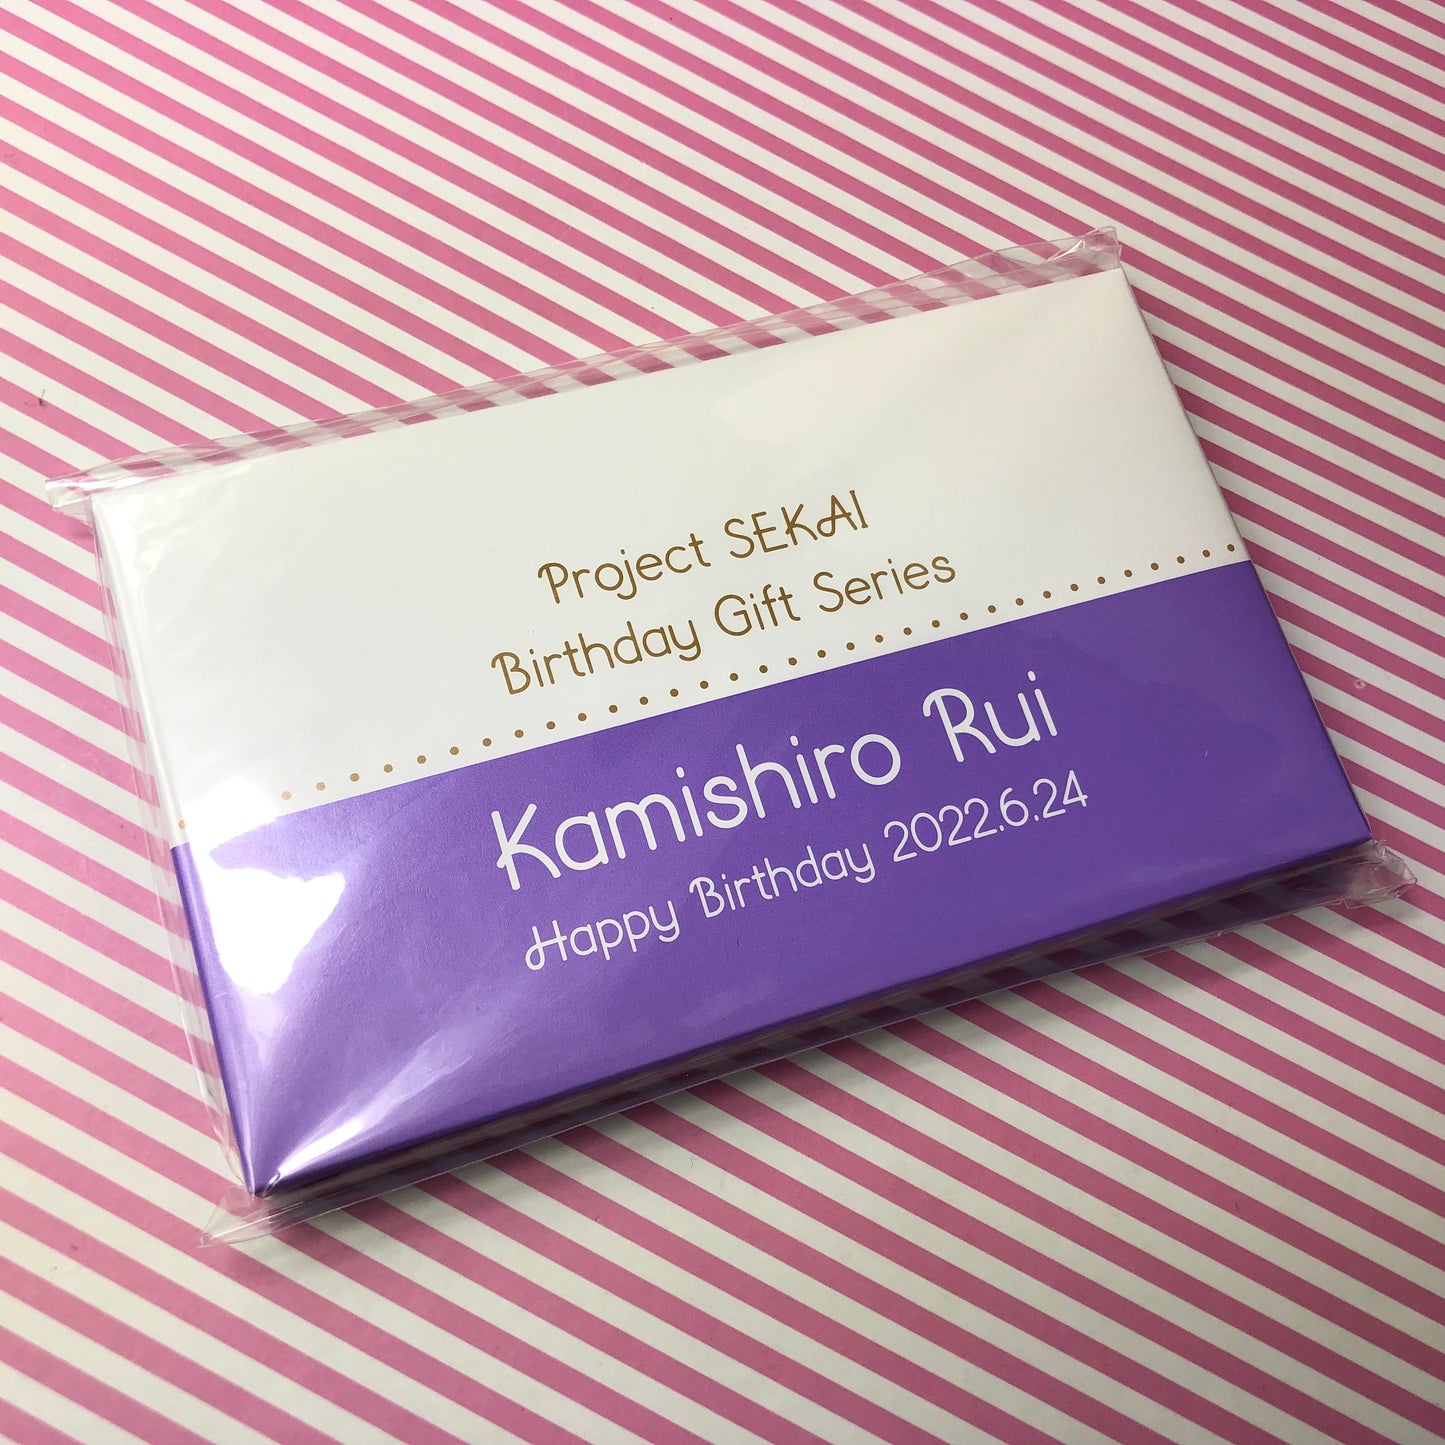 Project SEKAI
Birthday Gift Series
Kamishiro Rui
Happy Birthday 2022.6.24